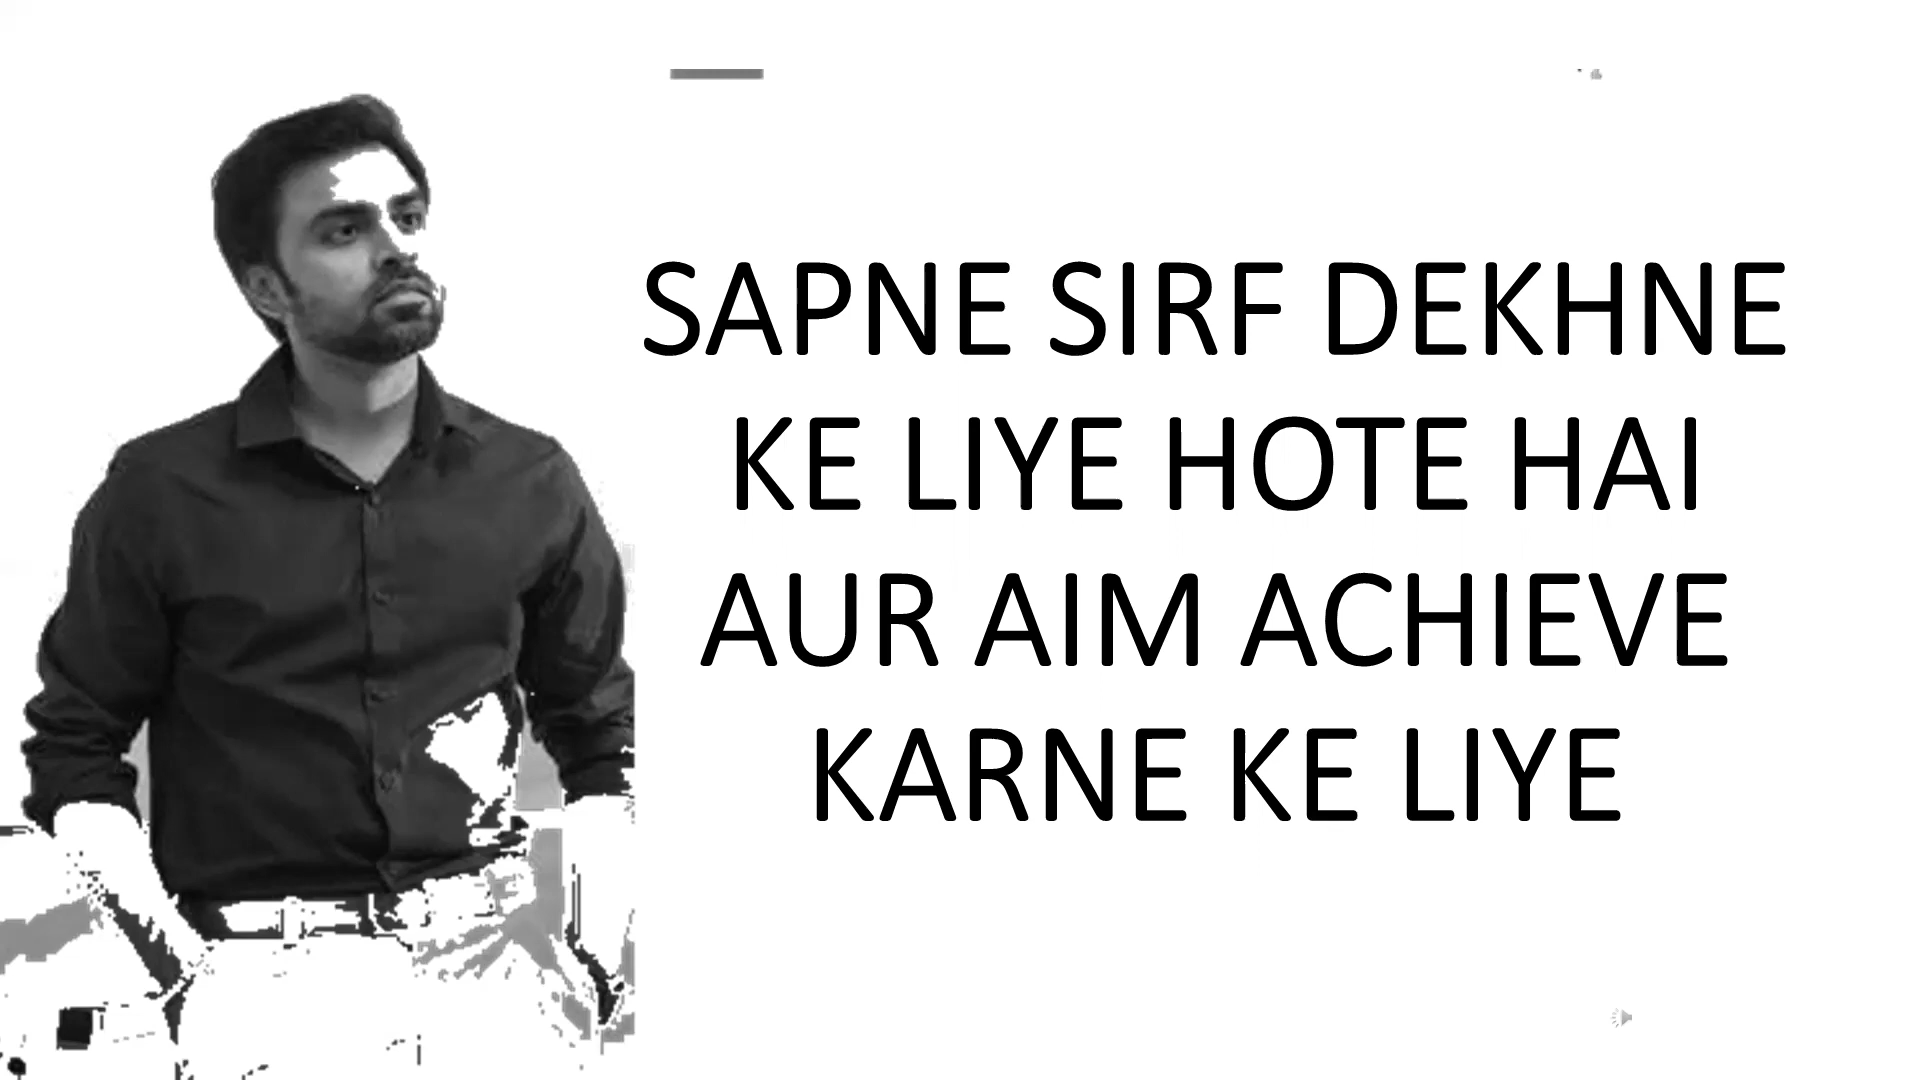 SAPNE SIRF DEKHNE
KE LIYE HOTE HAI
AUR AIM ACHIEVE
KARNE KE LIYE